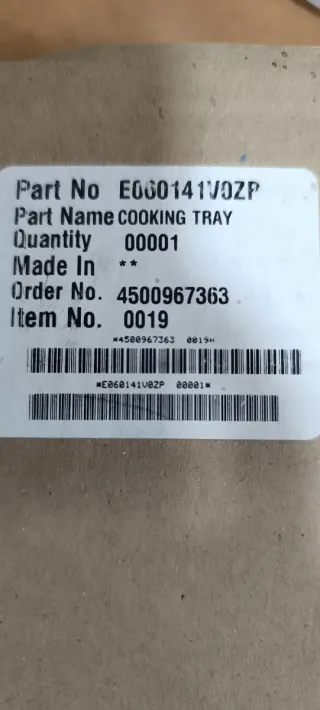 Part No E060141V0ZP
Part Name COOKING TRAY
Quantity 00001
Made In **
Order No. 4500967363
Item No. 0019
*4500967363 0019*
*E060141V0ZP 00001*